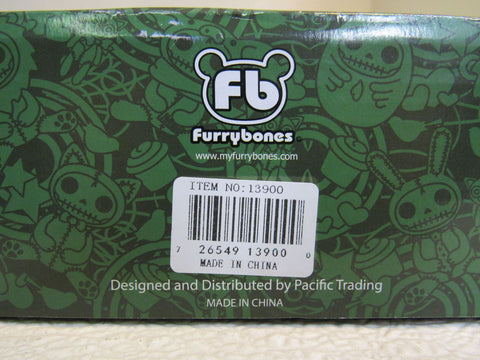 Fb
Furrybones
www.myfurrybones.com
ITEM NO:13900
7 26549 13900 0
MADE IN CHINA
Designed and Distributed by Pacific Trading
MADE IN CHINA